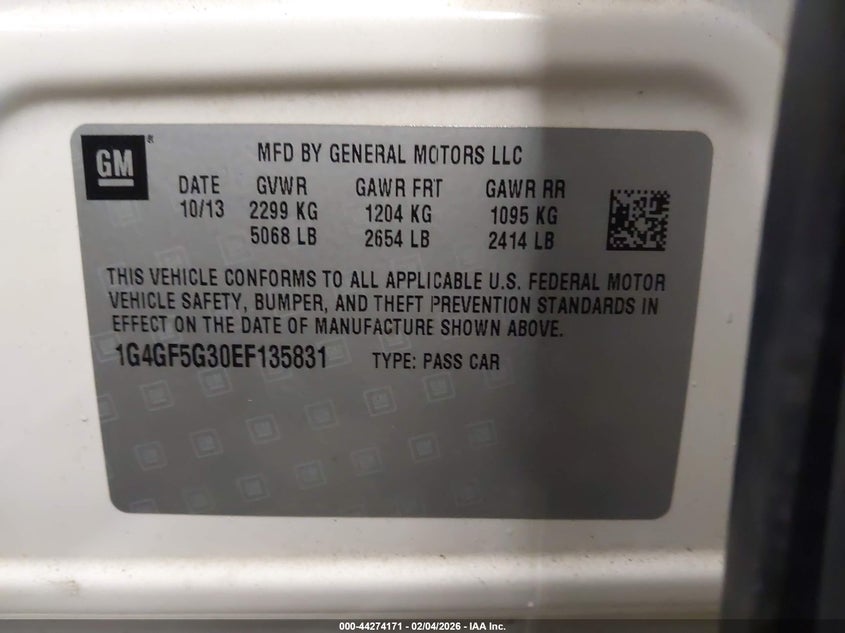 GM ®
MFD BY GENERAL MOTORS LLC
DATE GVWR GAWR FRT GAWR RR
10/13 2299 KG 1204 KG 1095 KG
5068 LB 2654 LB 2414 LB
THIS VEHICLE CONFORMS TO ALL APPLICABLE U.S. FEDERAL MOTOR
VEHICLE SAFETY, BUMPER, AND THEFT PREVENTION STANDARDS IN
EFFECT ON THE DATE OF MANUFACTURE SHOWN ABOVE.
1G4GF5G30EF135831 TYPE: PASS CAR
000-44274171 - 02/04/2026 - IAA Inc.